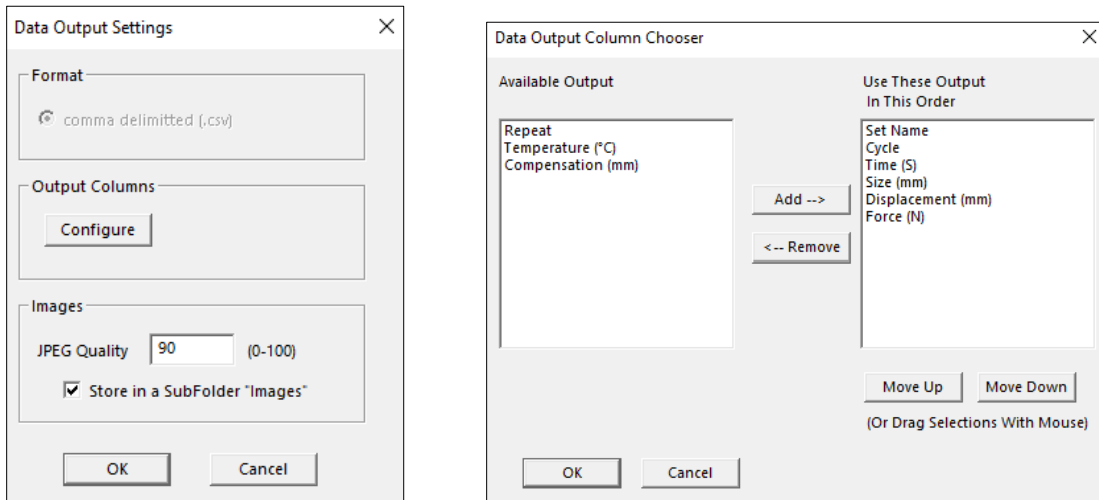 Data Output Settings
Format
comma delimitted (.csv)
Output Columns
Configure
Images
JPEG Quality 90 (0-100)
Store in a SubFolder "Images"
OK Cancel
Data Output Column Chooser
Available Output
Repeat
Temperature (°C)
Compensation (mm)
Add -->
<-- Remove
Use These Output
In This Order
Set Name
Cycle
Time (S)
Size (mm)
Displacement (mm)
Force (N)
Move Up Move Down
(Or Drag Selections With Mouse)
OK Cancel